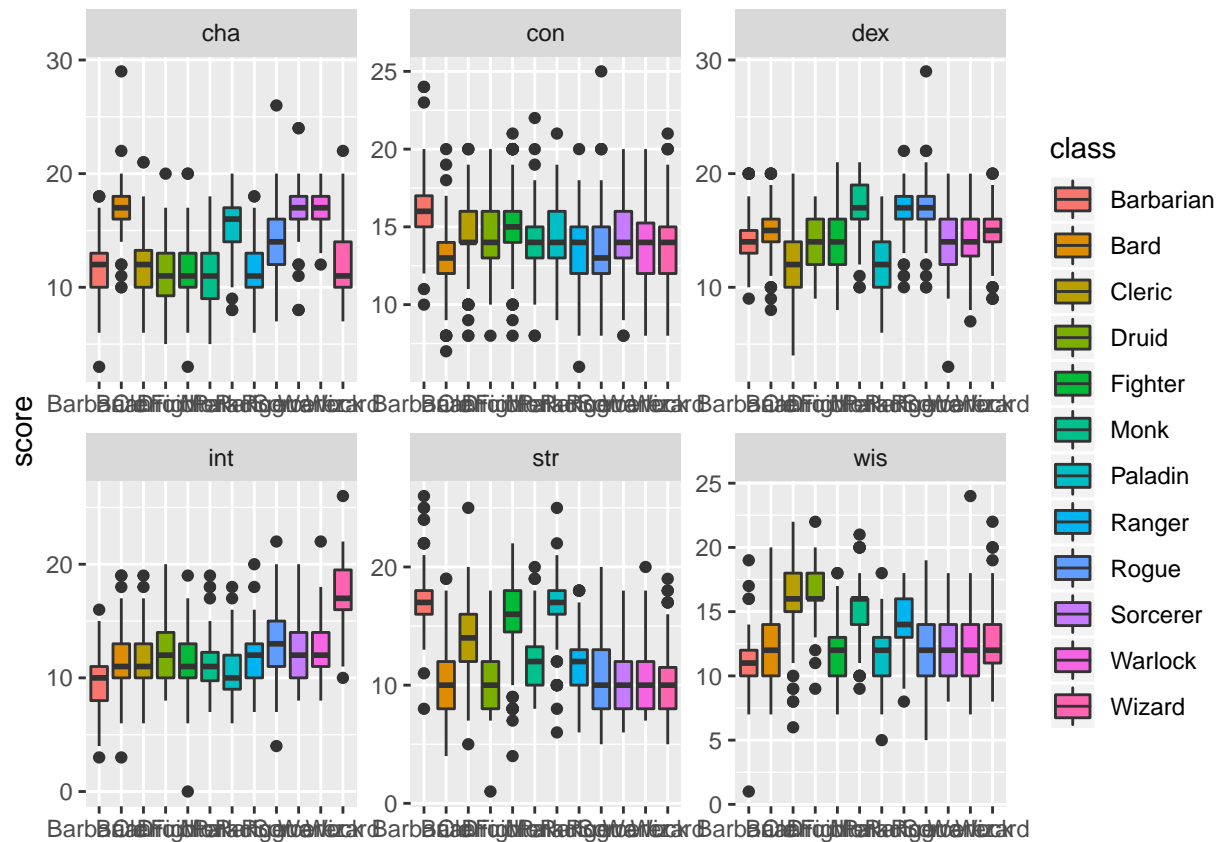 cha
con
dex
30
20
10
25
20
15
10
30
20
10
class
Barbarian
Bard
Cleric
Druid
Fighter
Monk
Paladin
Ranger
Rogue
Sorcerer
Warlock
Wizard
score
int
str
wis
20
10
0
20
10
0
25
20
15
10
5
0